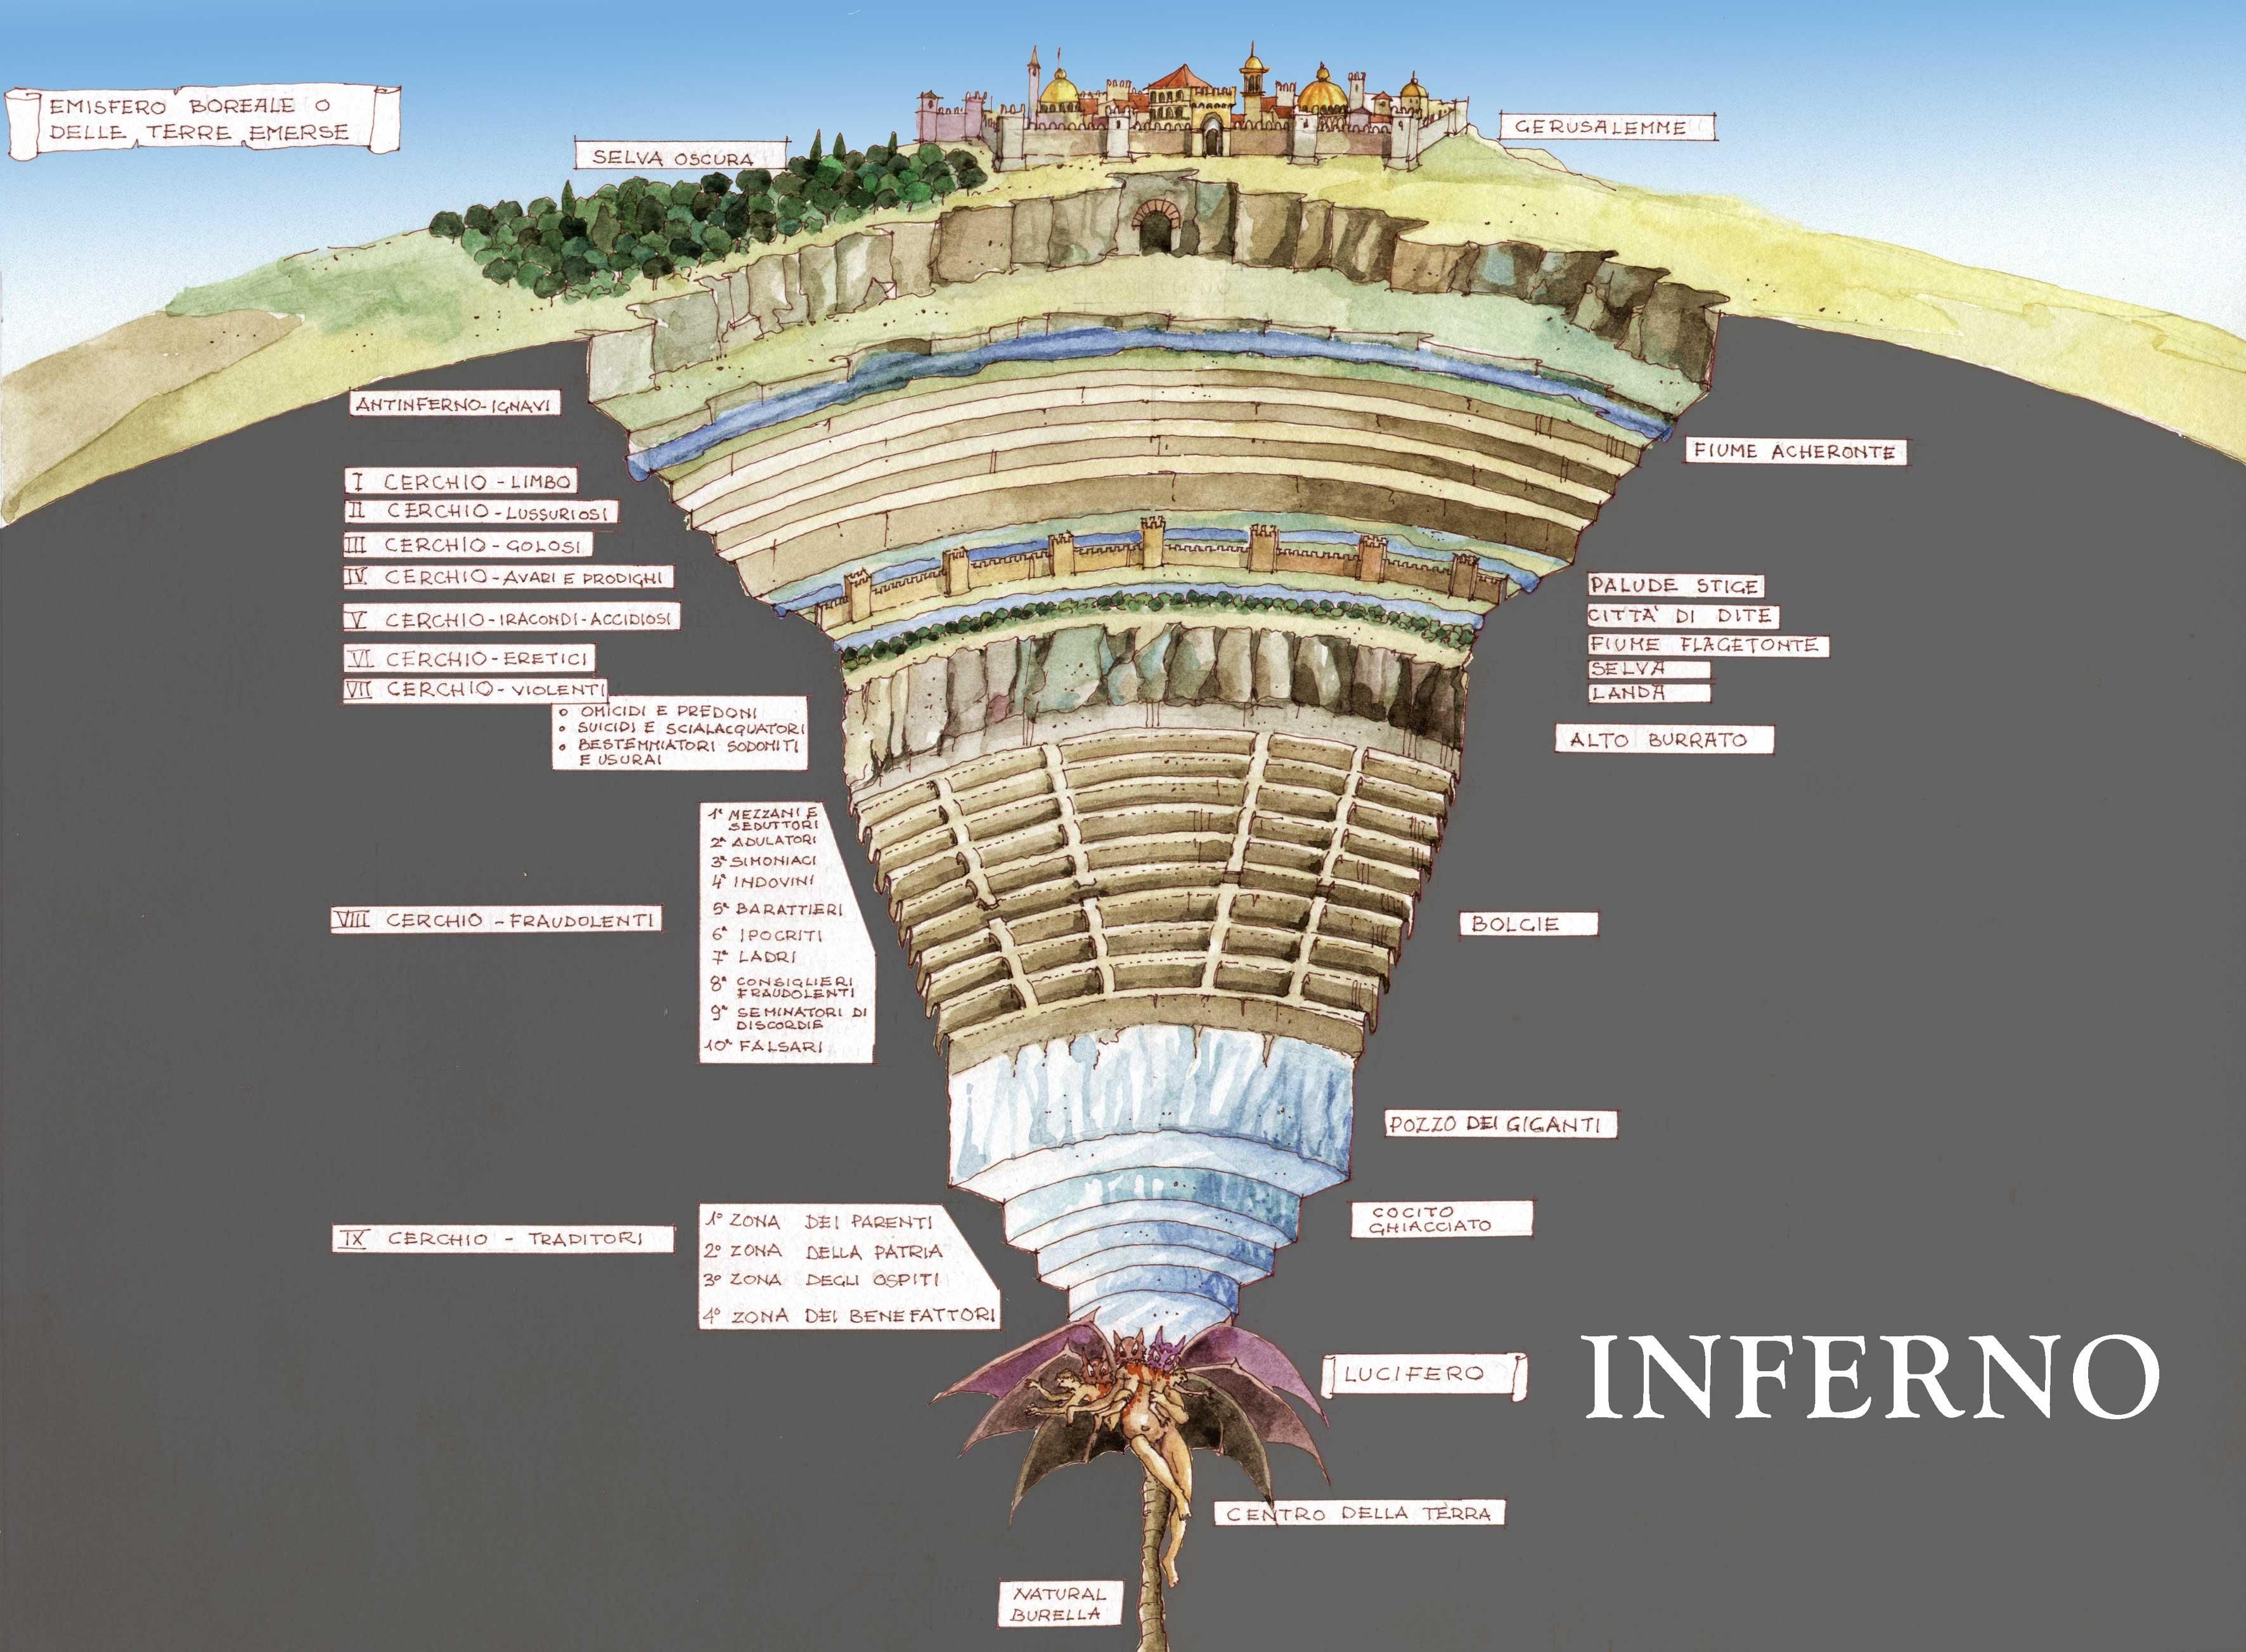 EMISFERO BOREALE O
DELLE TERRE EMERSE
SELVA OSCURA
GERUSALEMME
ANTINFERNO-IGNAVI
FIUME ACHERONTE
I CERCHIO - LIMBO
II CERCHIO - LUSSURIOSI
III CERCHIO - GOLOSI
IV CERCHIO - AVARI E PRODIGHI
V CERCHIO - IRACONDI - ACCIDIOSI
VI CERCHIO - ERETICI
VII CERCHIO - VIOLENTI
o OMICIDI E PREDONI
• SUICIDI E SCIALACQUATORI
• BESTEMMIATORI SODOMITI
E USURAI
PALUDE STIGE
CITTA' DI DITE
FIUME FLAGETONTE
SELVA
LANDA
ALTO BURRATO
VIII CERCHIO - FRAUDOLENTI
1ª MEZZANI E
SEDUTTORI
2ª ADULATORI
3ª SIMONIACI
4ª INDOVINI
5ª BARATTIERI
6ª IPOCRITI
7ª LADRI
8ª CONSIGLIERI
FRAUDOLENTI
9ª SEMINATORI DI
DISCORDIE
10ª FALSARI
BOLGIE
POZZO DEI GIGANTI
IX CERCHIO - TRADITORI
1º ZONA DEI PARENTI
2º ZONA DELLA PATRIA
3º ZONA DEGLI OSPITI
4º ZONA DEI BENEFATTORI
COCITO
GHIACCIATO
LUCIFERO
INFERNO
CENTRO DELLA TERRA
NATURAL
BURELLA